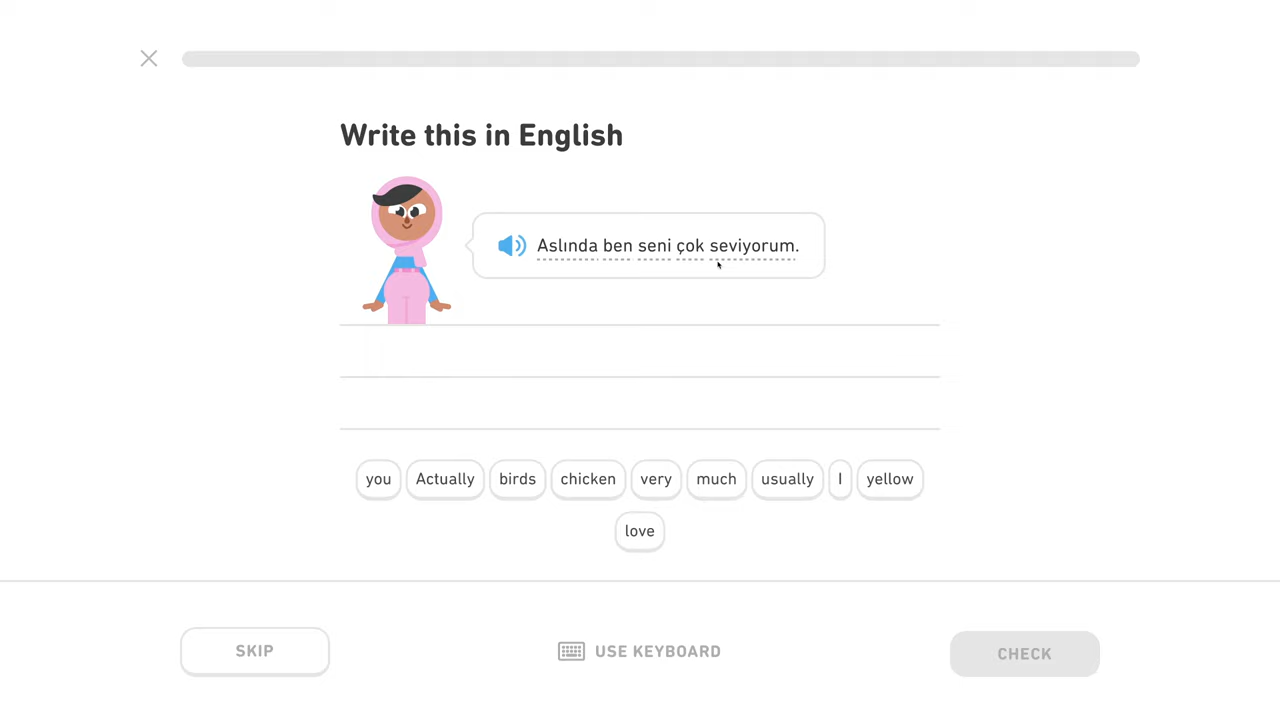 Write this in English
Aslında ben seni çok seviyorum.
you Actually birds chicken very much usually I yellow
love
SKIP USE KEYBOARD CHECK